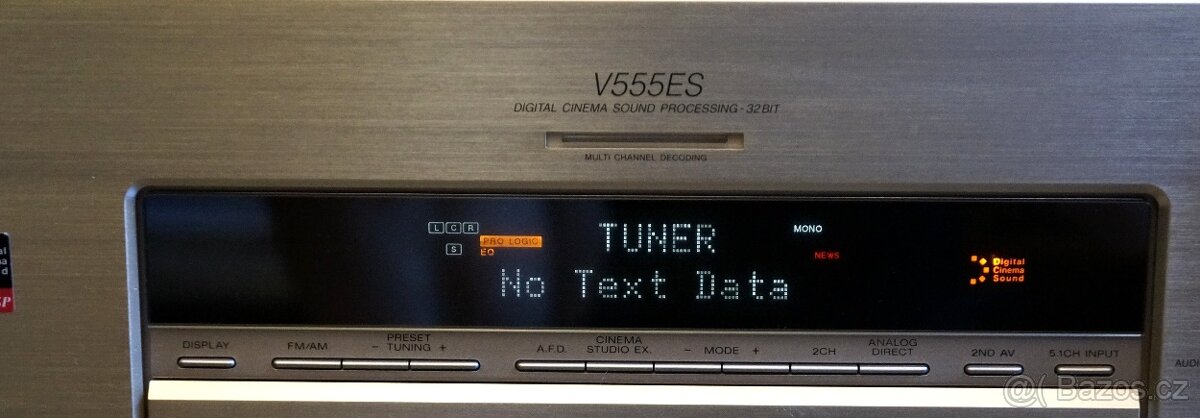 V555ES
DIGITAL CINEMA SOUND PROCESSING - 32BIT
MULTI CHANNEL DECODING
L C R
S
PRO LOGIC
EQ
TUNER
MONO
NEWS
No Text Data
Digital
Cinema
Sound
DISPLAY
FM/AM
PRESET
- TUNING +
A.F.D.
CINEMA
STUDIO EX.
- MODE +
2CH
ANALOG
DIRECT
2ND AV
5.1CH INPUT
Bazos.cz